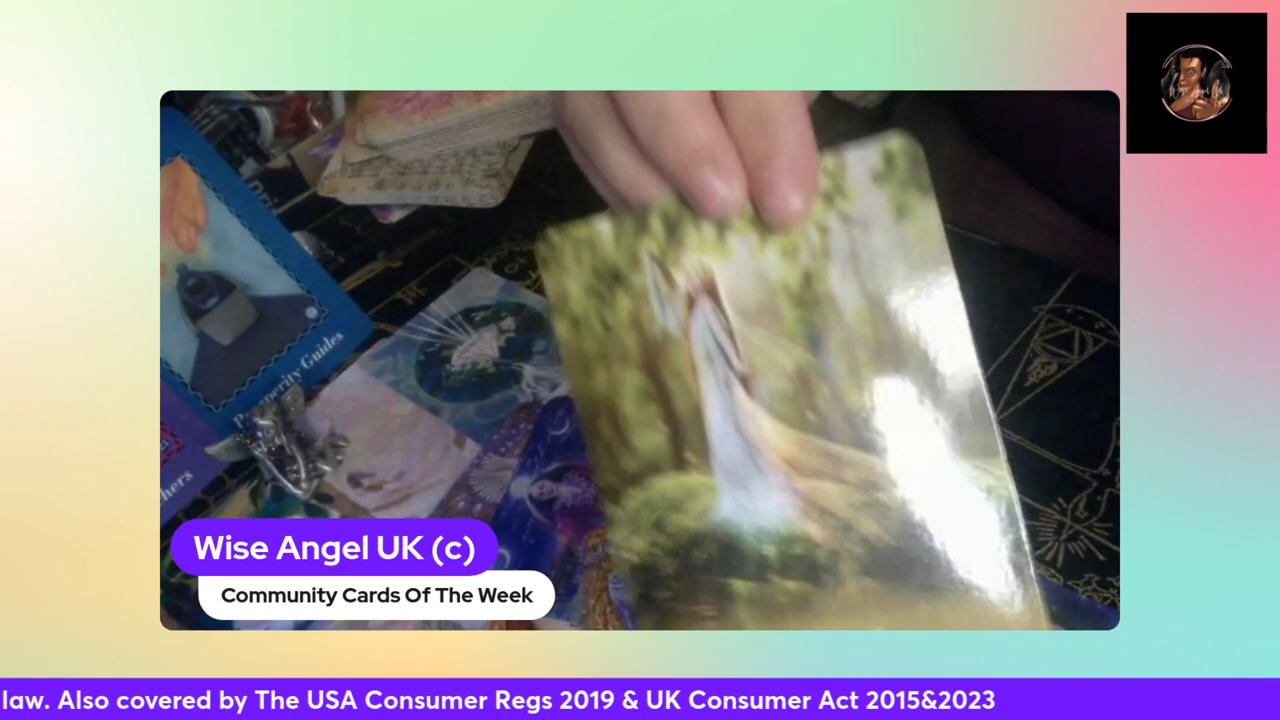 Prosperity Guides
hers
Wise Angel UK (c)
Community Cards Of The Week
law. Also covered by The USA Consumer Regs 2019 & UK Consumer Act 2015&2023